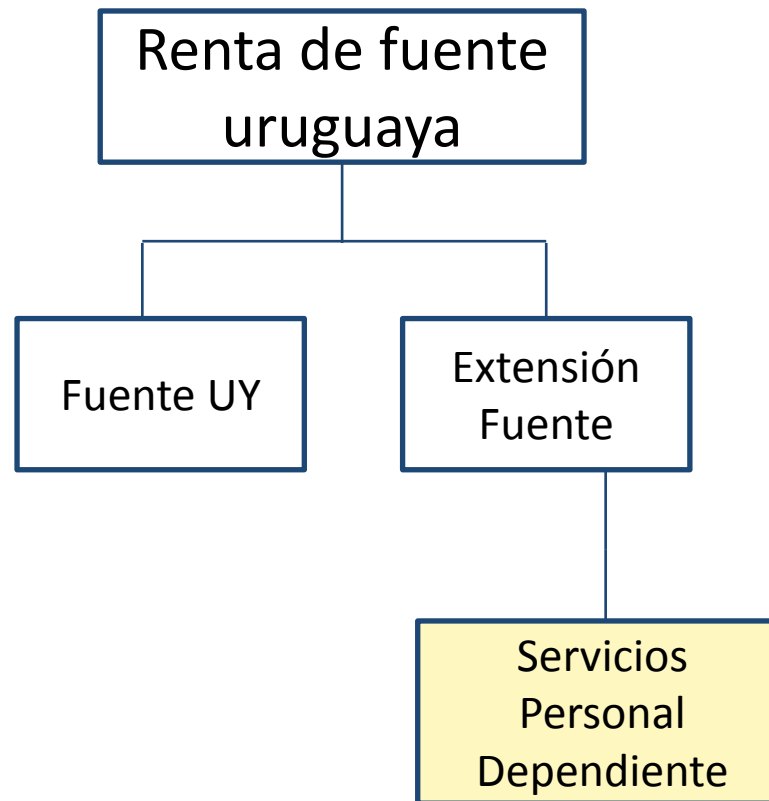 Renta de fuente
uruguaya
Fuente UY
Extensión
Fuente
Servicios
Personal
Dependiente